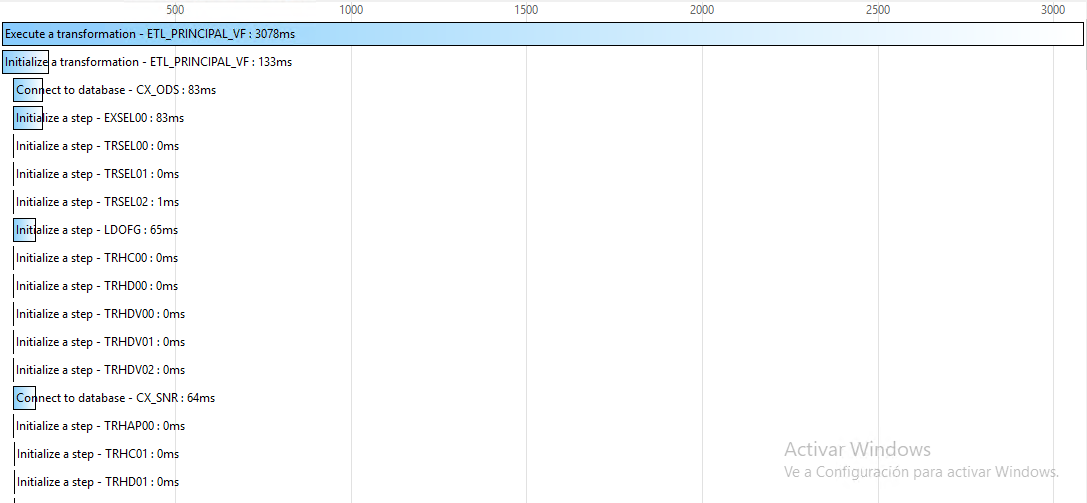 500 1000 1500 2000 2500 3000
Execute a transformation - ETL_PRINCIPAL_VF : 3078ms
Initialize a transformation - ETL_PRINCIPAL_VF : 133ms
Connect to database - CX_ODS : 83ms
Initialize a step - EXSEL00 : 83ms
Initialize a step - TRSEL00 : 0ms
Initialize a step - TRSEL01 : 0ms
Initialize a step - TRSEL02 : 1ms
Initialize a step - LDOFG : 65ms
Initialize a step - TRHC00 : 0ms
Initialize a step - TRHD00 : 0ms
Initialize a step - TRHDV00 : 0ms
Initialize a step - TRHDV01 : 0ms
Initialize a step - TRHDV02 : 0ms
Connect to database - CX_SNR : 64ms
Initialize a step - TRHAP00 : 0ms
Initialize a step - TRHC01 : 0ms
Initialize a step - TRHD01 : 0ms
Activar Windows
Ve a Configuración para activar Windows.